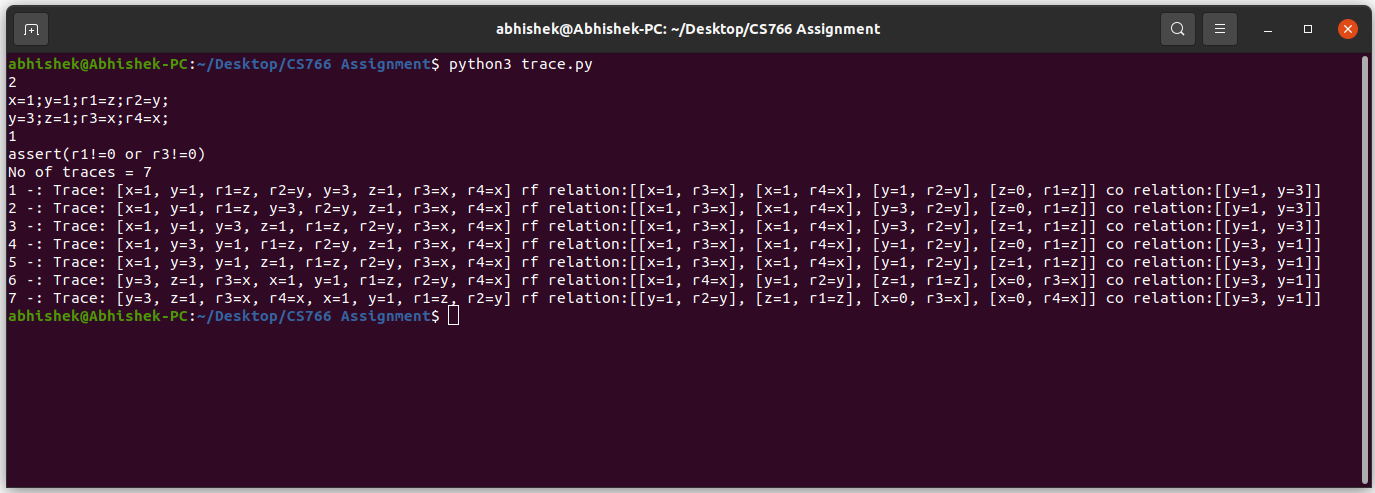 abhishek@Abhishek-PC: ~/Desktop/CS766 Assignment
abhishek@Abhishek-PC:~/Desktop/CS766 Assignment$ python3 trace.py
2
x=1;y=1;r1=z;r2=y;
y=3;z=1;r3=x;r4=x;
1
assert(r1!=0 or r3!=0)
No of traces = 7
1 -: Trace: [x=1, y=1, r1=z, r2=y, y=3, z=1, r3=x, r4=x] rf relation:[[x=1, r3=x], [x=1, r4=x], [y=1, r2=y], [z=0, r1=z]] co relation:[[y=1, y=3]]
2 -: Trace: [x=1, y=1, r1=z, y=3, r2=y, z=1, r3=x, r4=x] rf relation:[[x=1, r3=x], [x=1, r4=x], [y=3, r2=y], [z=0, r1=z]] co relation:[[y=1, y=3]]
3 -: Trace: [x=1, y=1, y=3, z=1, r1=z, r2=y, r3=x, r4=x] rf relation:[[x=1, r3=x], [x=1, r4=x], [y=3, r2=y], [z=1, r1=z]] co relation:[[y=1, y=3]]
4 -: Trace: [x=1, y=3, y=1, r1=z, r2=y, z=1, r3=x, r4=x] rf relation:[[x=1, r3=x], [x=1, r4=x], [y=1, r2=y], [z=0, r1=z]] co relation:[[y=3, y=1]]
5 -: Trace: [x=1, y=3, y=1, z=1, r1=z, r2=y, r3=x, r4=x] rf relation:[[x=1, r3=x], [x=1, r4=x], [y=1, r2=y], [z=1, r1=z]] co relation:[[y=3, y=1]]
6 -: Trace: [y=3, z=1, r3=x, x=1, y=1, r1=z, r2=y, r4=x] rf relation:[[x=1, r4=x], [y=1, r2=y], [z=1, r1=z], [x=0, r3=x]] co relation:[[y=3, y=1]]
7 -: Trace: [y=3, z=1, r3=x, r4=x, x=1, y=1, r1=z, r2=y] rf relation:[[y=1, r2=y], [z=1, r1=z], [x=0, r3=x], [x=0, r4=x]] co relation:[[y=3, y=1]]
abhishek@Abhishek-PC:~/Desktop/CS766 Assignment$